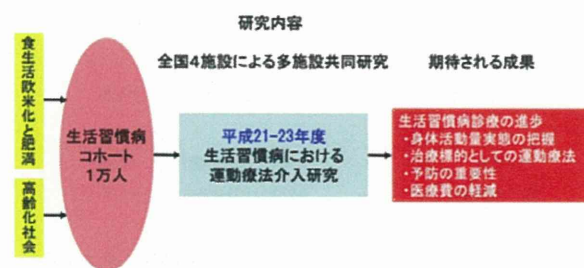 研究内容
全国4施設による多施設共同研究
期待される成果
食生活欧米化と肥満
高齢化社会
生活習慣病
コホート
1万人
平成21-23年度
生活習慣病における
運動療法介入研究
生活習慣病診療の進歩
・身体活動量実態の把握
・治療標的としての運動療法
・予防の重要性
・医療費の軽減